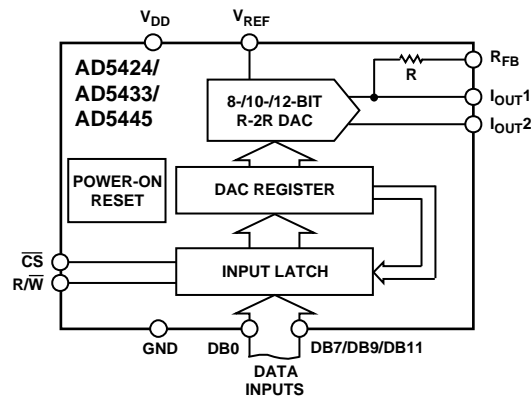 VDD
VREF
AD5424/
AD5433/
AD5445
RFB
R
8-/10-/12-BIT
R-2R DAC
IOUT1
IOUT2
POWER-ON
RESET
DAC REGISTER
CS
R/W
INPUT LATCH
GND
DB0
DB7/DB9/DB11
DATA
INPUTS